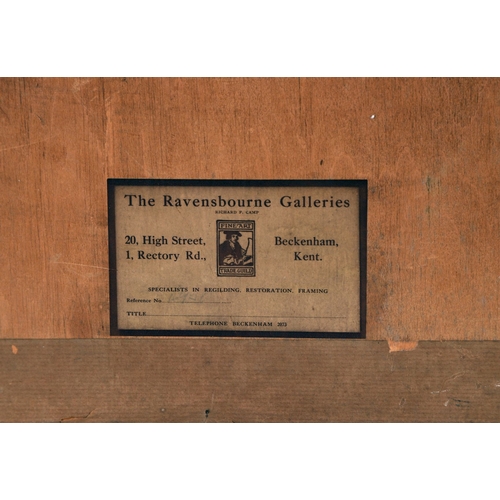 The Ravensbourne Galleries
RICHARD F. CAMP
20, High Street,
1, Rectory Rd.,
FINE ART
TRADE GUILD
Beckenham,
Kent.
SPECIALISTS IN REGILDING, RESTORATION, FRAMING
Reference No.
TITLE
TELEPHONE BECKENHAM